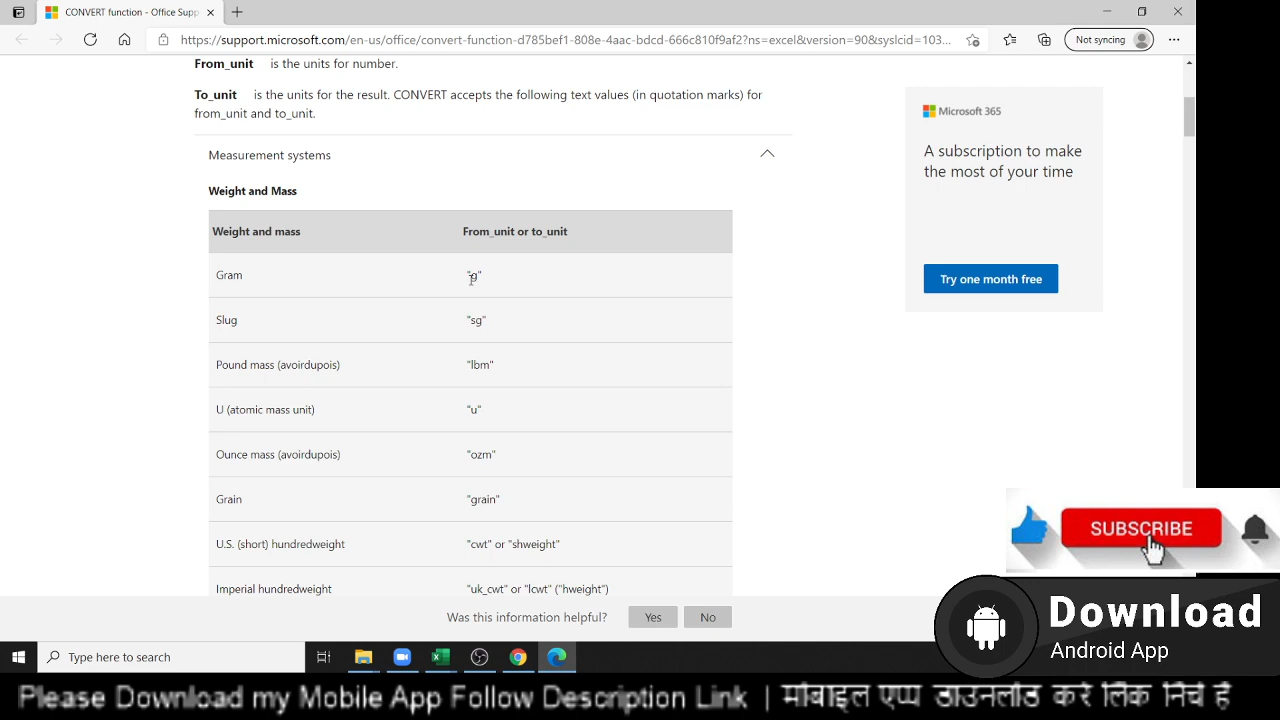 CONVERT function - Office Supp
https://support.microsoft.com/en-us/office/convert-function-d785bef1-808e-4aac-bdcd-666c810f9af2?ns=excel&version=90&syslcid=103...
Not syncing
From_unit is the units for number.
To_unit is the units for the result. CONVERT accepts the following text values (in quotation marks) for
from_unit and to_unit.
Measurement systems
Weight and Mass
Weight and mass From_unit or to_unit
Gram "g"
Slug "sg"
Pound mass (avoirdupois) "lbm"
U (atomic mass unit) "u"
Ounce mass (avoirdupois) "ozm"
Grain "grain"
U.S. (short) hundredweight "cwt" or "shweight"
Imperial hundredweight "uk_cwt" or "lcwt" ("hweight")
Microsoft 365
A subscription to make
the most of your time
Try one month free
SUBSCRIBE
Was this information helpful? Yes No
Download
Android App
Type here to search
Please Download my Mobile App Follow Description Link | मोबाइल एप्प डाउनलोड करे लिंक निचे है